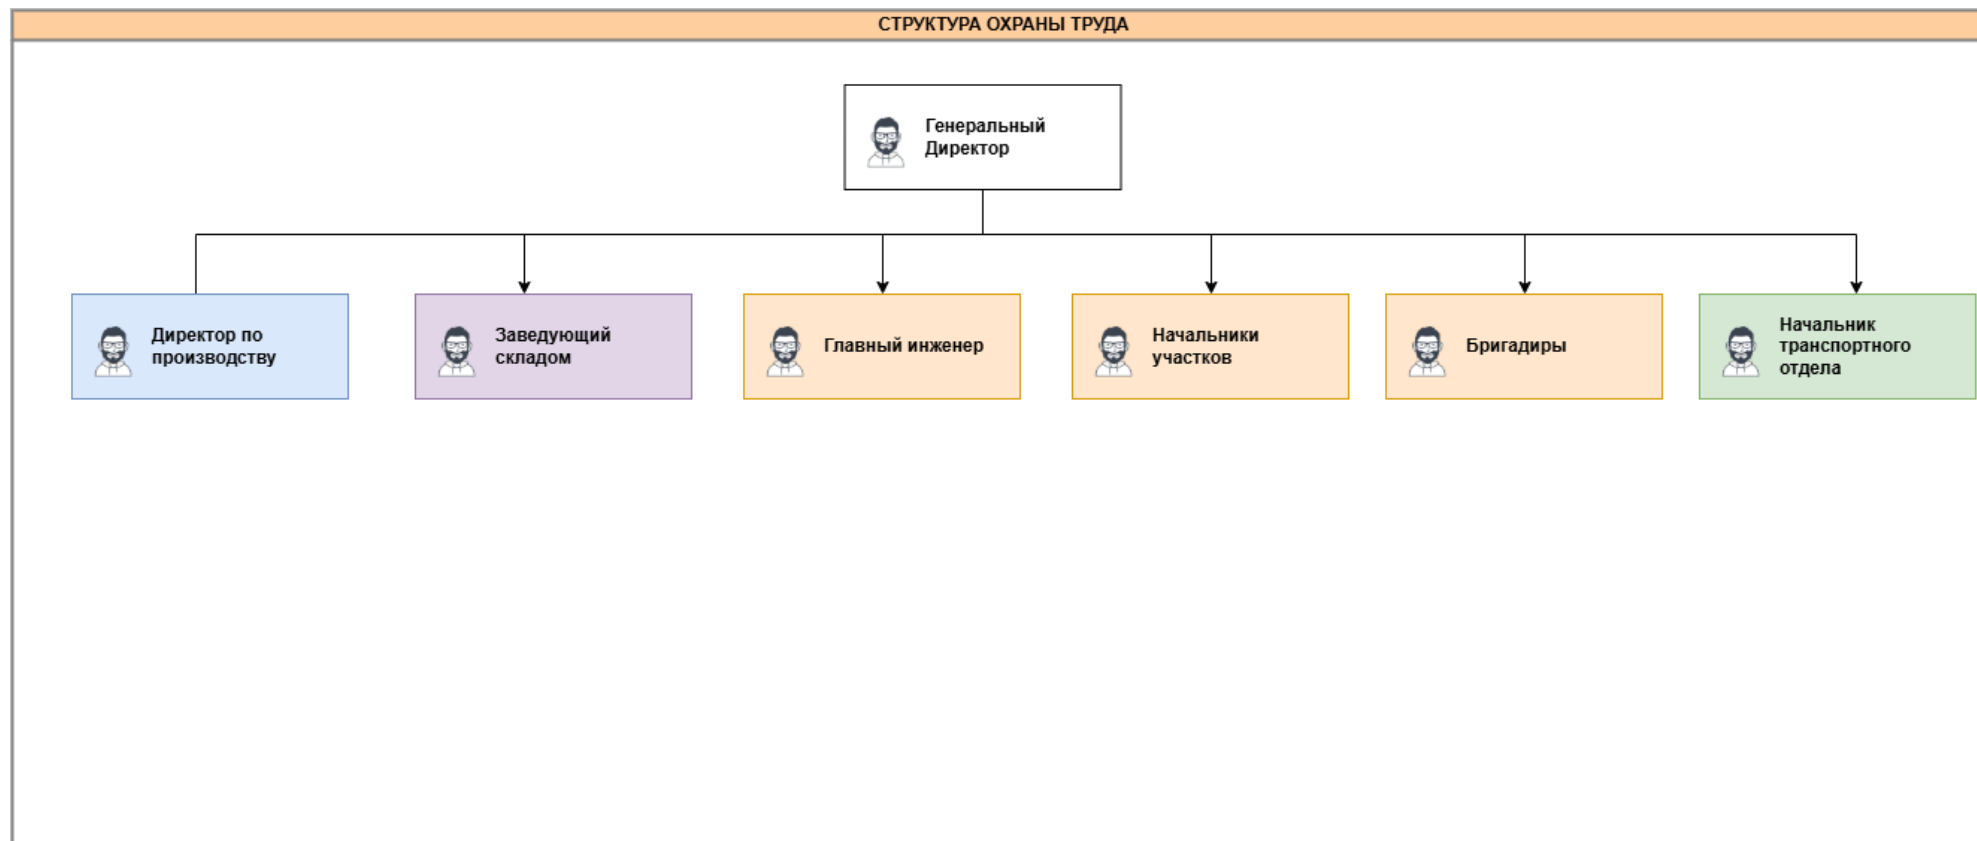 СТРУКТУРА ОХРАНЫ ТРУДА
Генеральный
Директор
Директор по
производству
Заведующий
складом
Главный инженер
Начальники
участков
Бригадиры
Начальник
транспортного
отдела